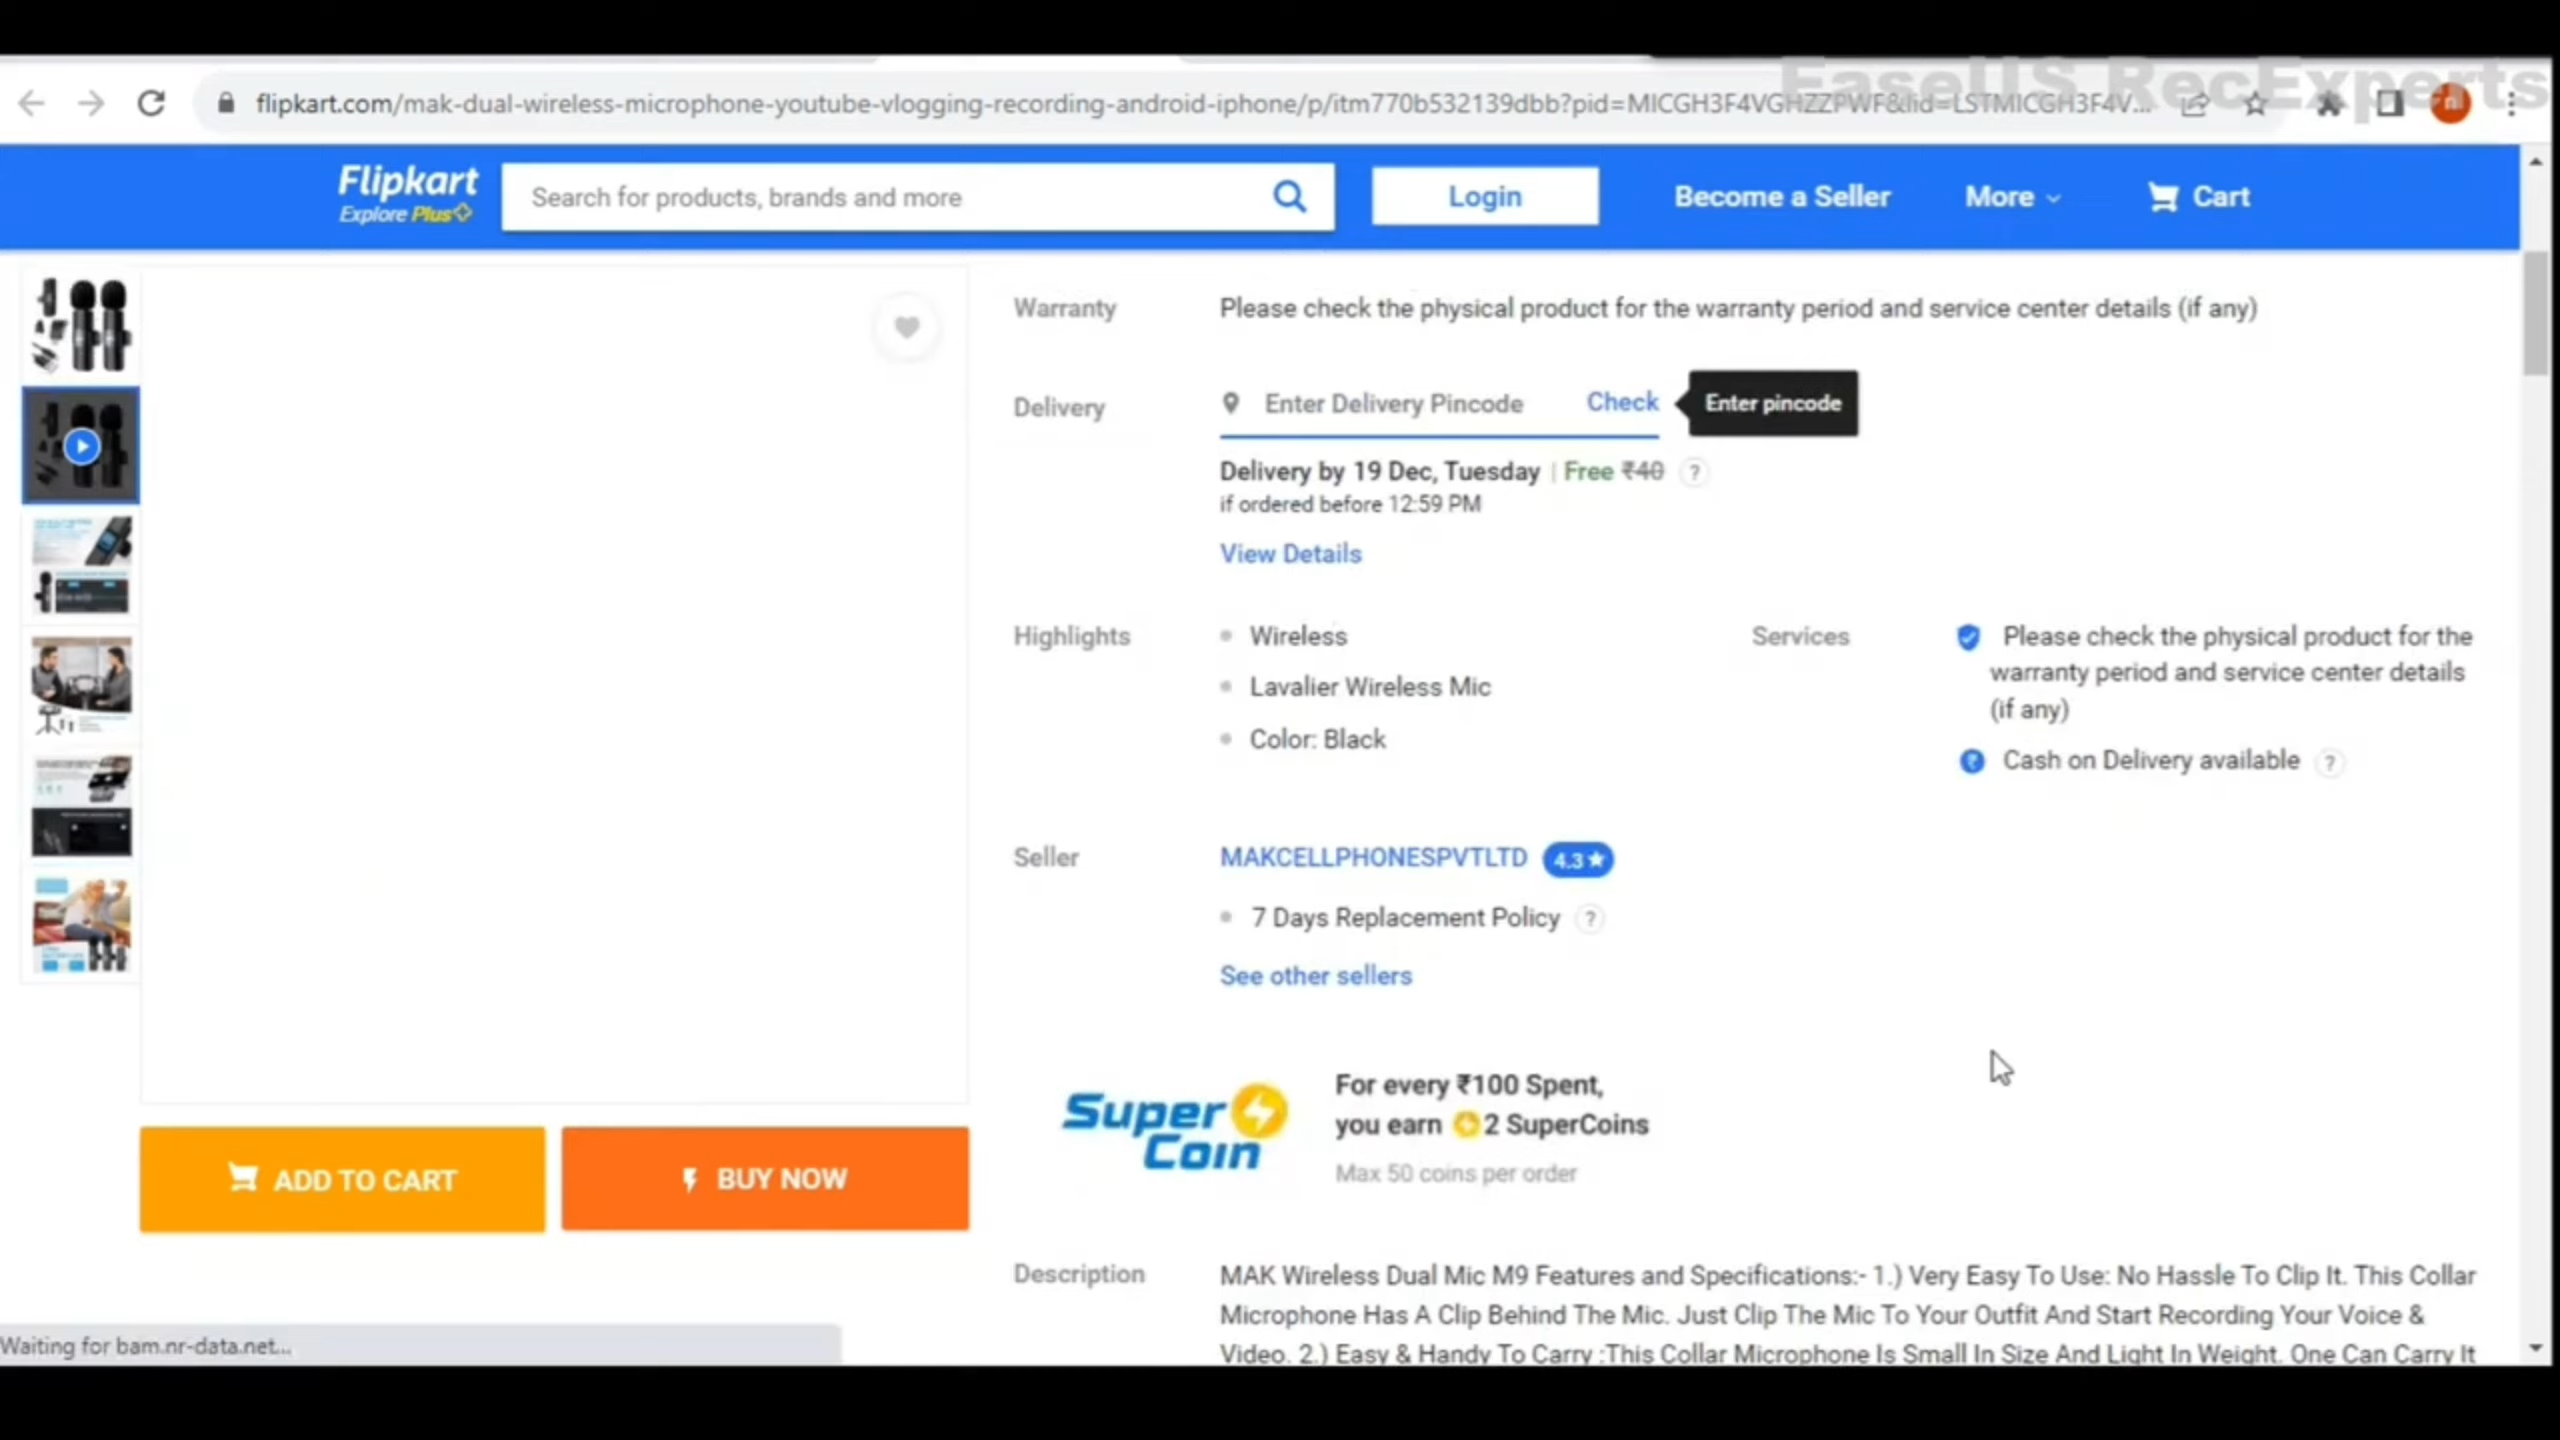 EaseUS RecExperts
flipkart.com/mak-dual-wireless-microphone-youtube-vlogging-recording-android-iphone/p/itm770b532139dbb?pid=MICGH3F4VGHZZPWF&lid=LSTMICGH3F4V...
Flipkart
Explore Plus
Search for products, brands and more
Login
Become a Seller
More
Cart
Warranty
Please check the physical product for the warranty period and service center details (if any)
Delivery
Enter Delivery Pincode
Check
Enter pincode
Delivery by 19 Dec, Tuesday | Free ₹40 ?
if ordered before 12:59 PM
View Details
Highlights
Wireless
Lavalier Wireless Mic
Color: Black
Services
Please check the physical product for the
warranty period and service center details
(if any)
Cash on Delivery available ?
Seller
MAKCELLPHONESPVTLTD 4.3★
7 Days Replacement Policy ?
See other sellers
Super Coin
For every ₹100 Spent,
you earn 2 SuperCoins
Max 50 coins per order
ADD TO CART
BUY NOW
Description
MAK Wireless Dual Mic M9 Features and Specifications:- 1.) Very Easy To Use: No Hassle To Clip It. This Collar
Microphone Has A Clip Behind The Mic. Just Clip The Mic To Your Outfit And Start Recording Your Voice &
Video. 2.) Easy & Handy To Carry :This Collar Microphone Is Small In Size And Light In Weight. One Can Carry It
Waiting for bam.nr-data.net...